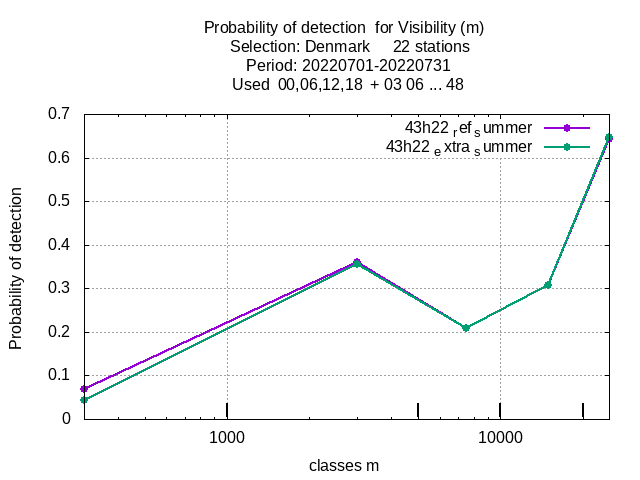 Probability of detection  for Visibility (m)
Selection: Denmark     22 stations
Period: 20220701-20220731
Used  00,06,12,18  + 03 06 ... 48
43h22 ref summer
43h22 extra summer
Probability of detection
0.7
0.6
0.5
0.4
0.3
0.2
0.1
0
1000
10000
classes m